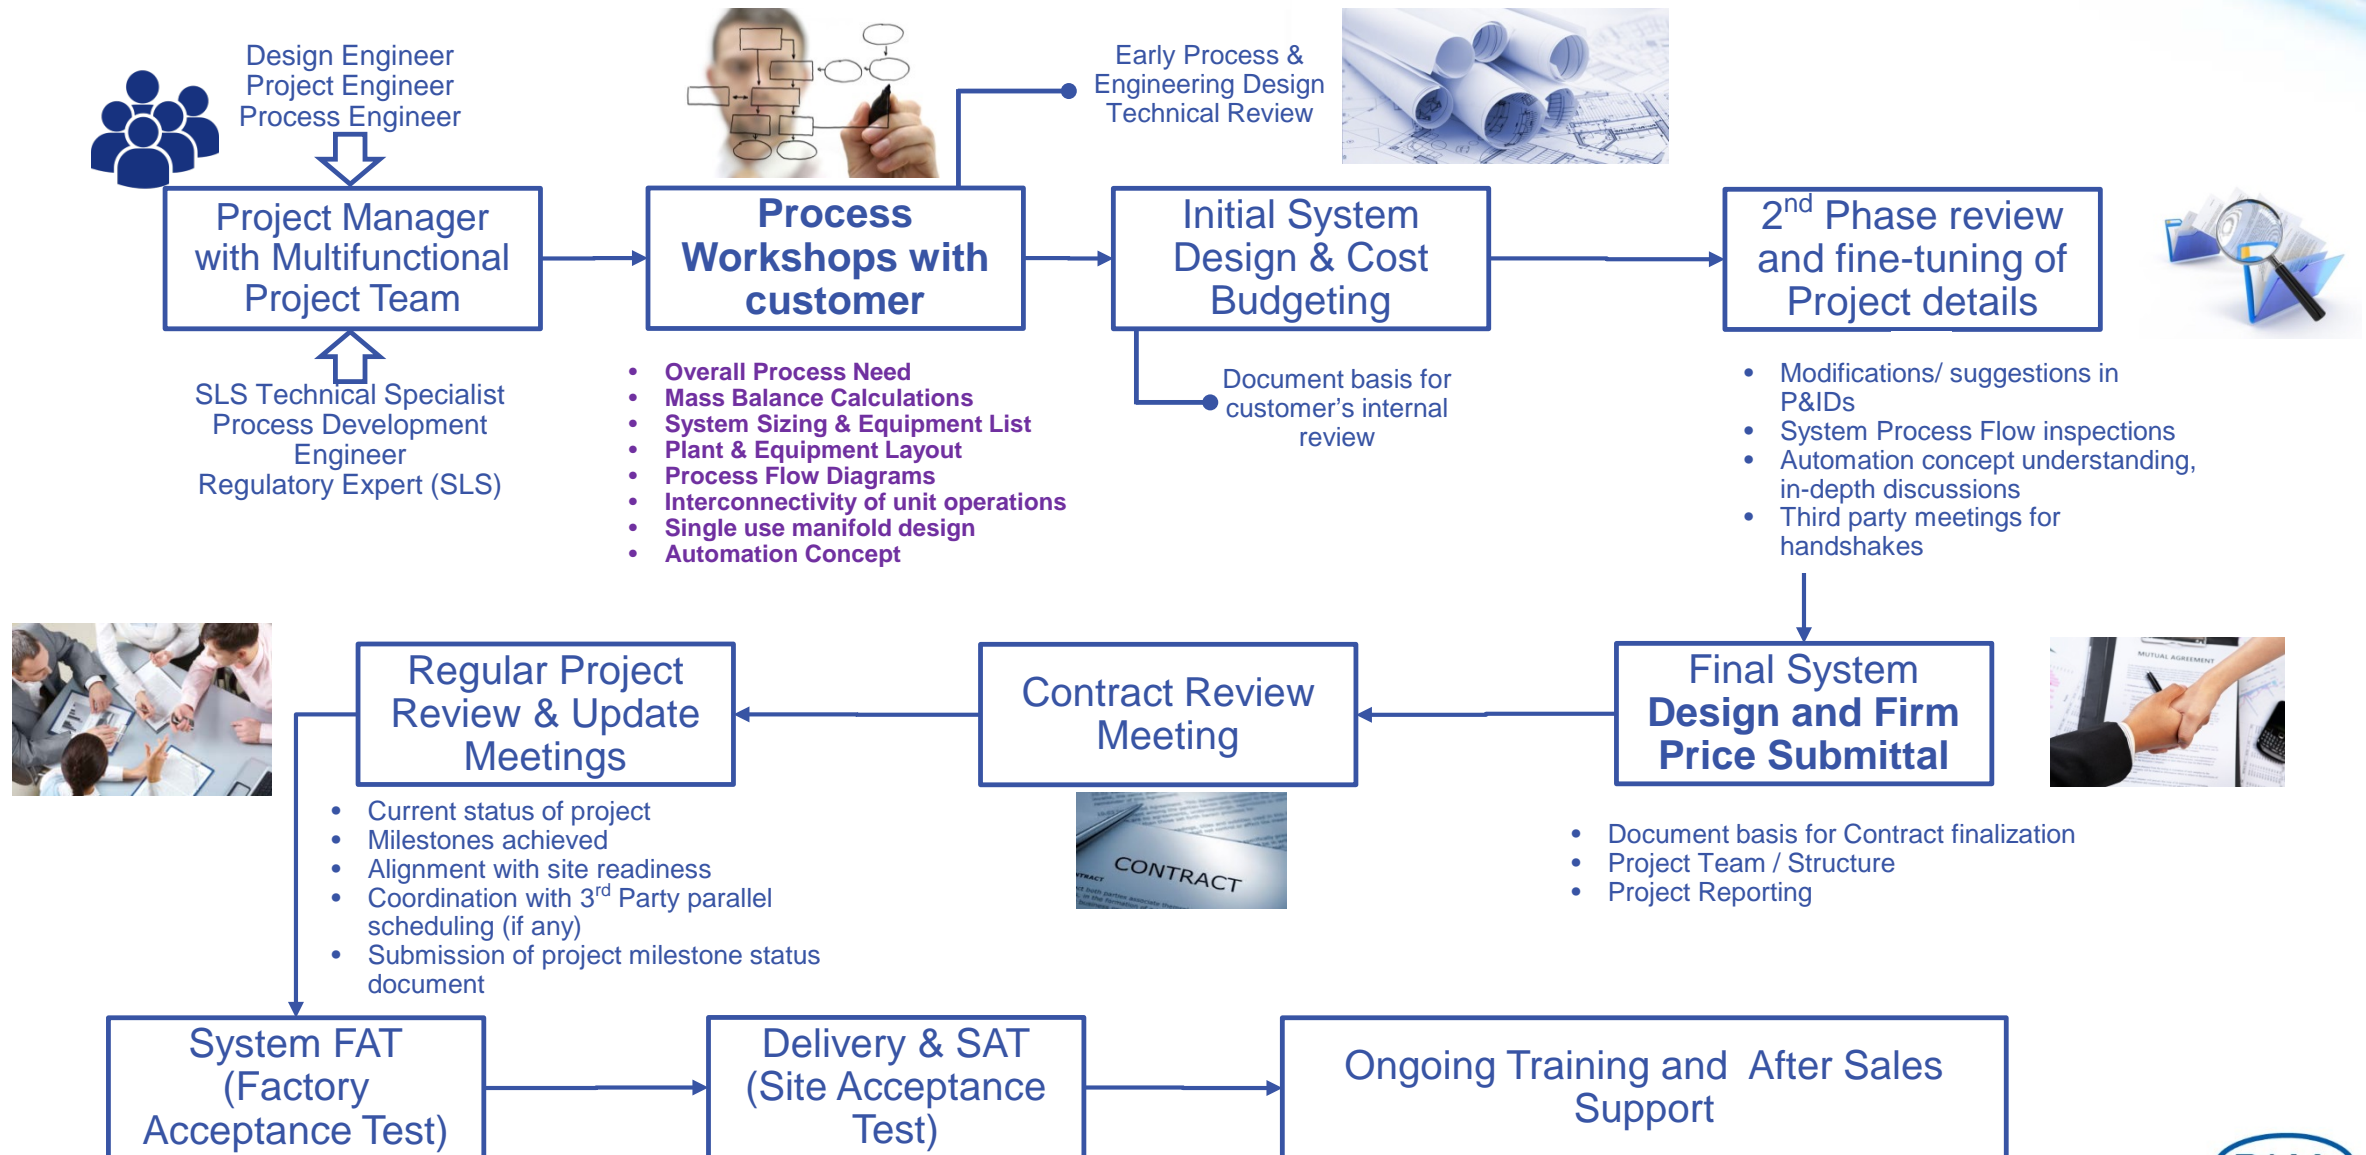 Design Engineer
Project Engineer
Process Engineer
Project Manager
with Multifunctional
Project Team
SLS Technical Specialist
Process Development
Engineer
Regulatory Expert (SLS)
Process
Workshops with
customer
• Overall Process Need
• Mass Balance Calculations
• System Sizing & Equipment List
• Plant & Equipment Layout
• Process Flow Diagrams
• Interconnectivity of unit operations
• Single use manifold design
• Automation Concept
Early Process &
Engineering Design
Technical Review
Initial System
Design & Cost
Budgeting
Document basis for
customer’s internal
review
2nd Phase review
and fine-tuning of
Project details
• Modifications/ suggestions in
P&IDs
• System Process Flow inspections
• Automation concept understanding,
in-depth discussions
• Third party meetings for
handshakes
Final System
Design and Firm
Price Submittal
MUTUAL AGREEMENT
• Document basis for Contract finalization
• Project Team / Structure
• Project Reporting
Contract Review
Meeting
CONTRACT
Regular Project
Review & Update
Meetings
• Current status of project
• Milestones achieved
• Alignment with site readiness
• Coordination with 3rd Party parallel
scheduling (if any)
• Submission of project milestone status
document
System FAT
(Factory
Acceptance Test)
Delivery & SAT
(Site Acceptance
Test)
Ongoing Training and After Sales
Support